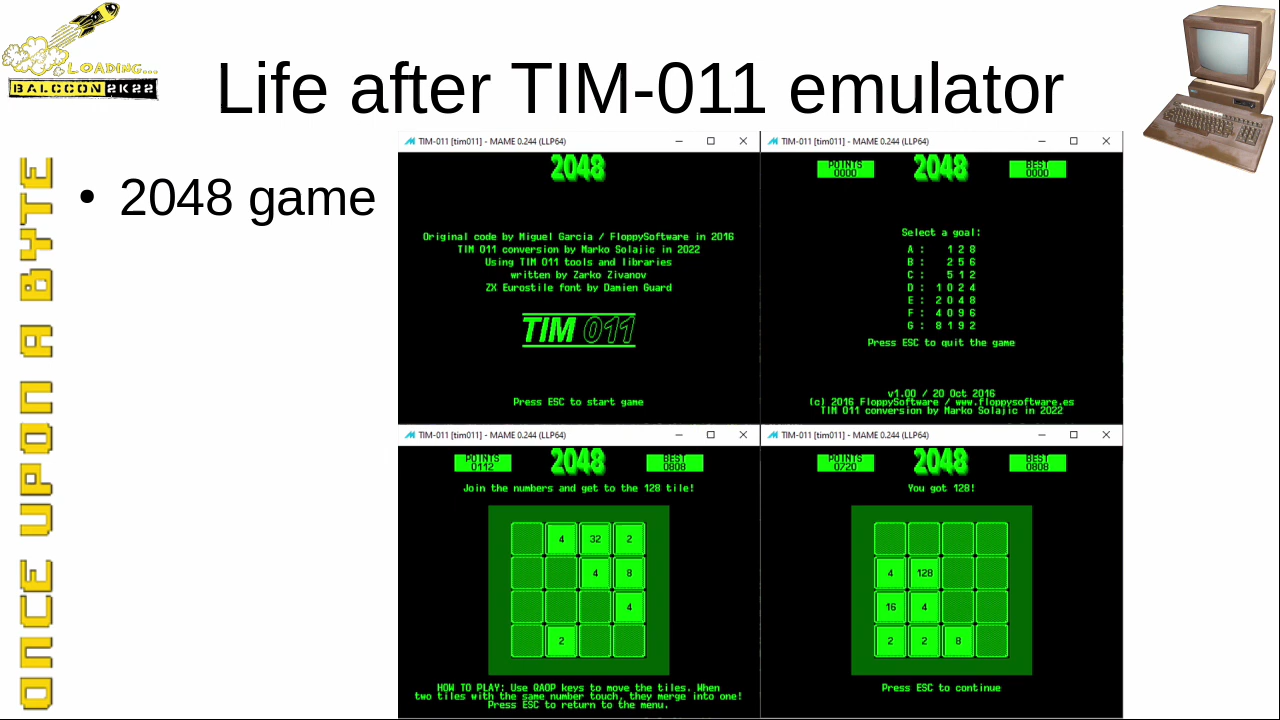 LOADING...
BALCCON2K22
Life after TIM-011 emulator
ONCE UPON A BYTE
• 2048 game
TIM-011 [tim011] - MAME 0.244 (LLP64)
2048
Original code by Miguel Garcia / FloppySoftware in 2016
TIM 011 conversion by Marko Solajic in 2022
Using TIM 011 tools and libraries
written by Zarko Zivanov
ZX Eurostile font by Damien Guard
TIM 011
Press ESC to start game
TIM-011 [tim011] - MAME 0.244 (LLP64)
POINTS
0000
2048
BEST
0000
Select a goal:
A : 128
B : 256
C : 512
D : 1024
E : 2048
F : 4096
G : 8192
Press ESC to quit the game
v1.00 / 20 Oct 2016
(c) 2016 FloppySoftware / www.floppysoftware.es
TIM 011 conversion by Marko Solajic in 2022
TIM-011 [tim011] - MAME 0.244 (LLP64)
POINTS
0112
2048
BEST
0808
Join the numbers and get to the 128 tile!
4 32 2
4 8
4
2
HOW TO PLAY: Use QAOP keys to move the tiles. When
two tiles with the same number touch, they merge into one!
Press ESC to return to the menu.
TIM-011 [tim011] - MAME 0.244 (LLP64)
POINTS
0720
2048
BEST
0808
You got 128!
4 128
16 4
2 2 8
Press ESC to continue